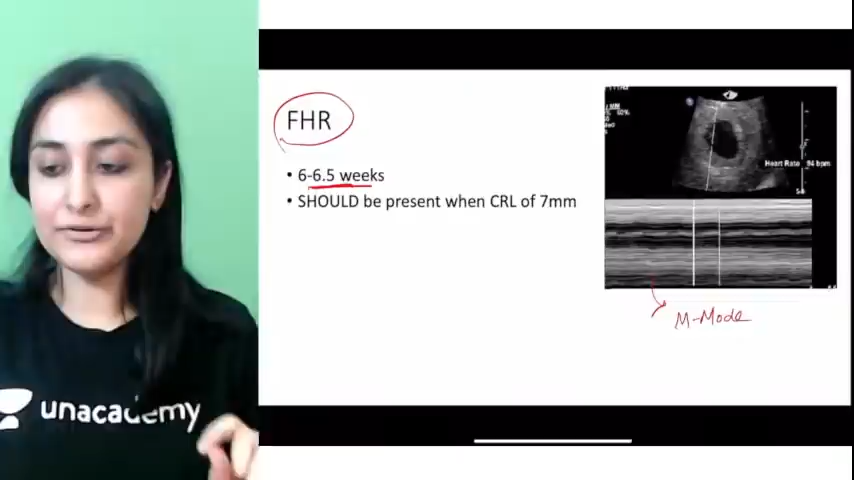 FHR
• 6-6.5 weeks
• SHOULD be present when CRL of 7mm
Heart Rate 94 bpm
M-Mode
unacademy